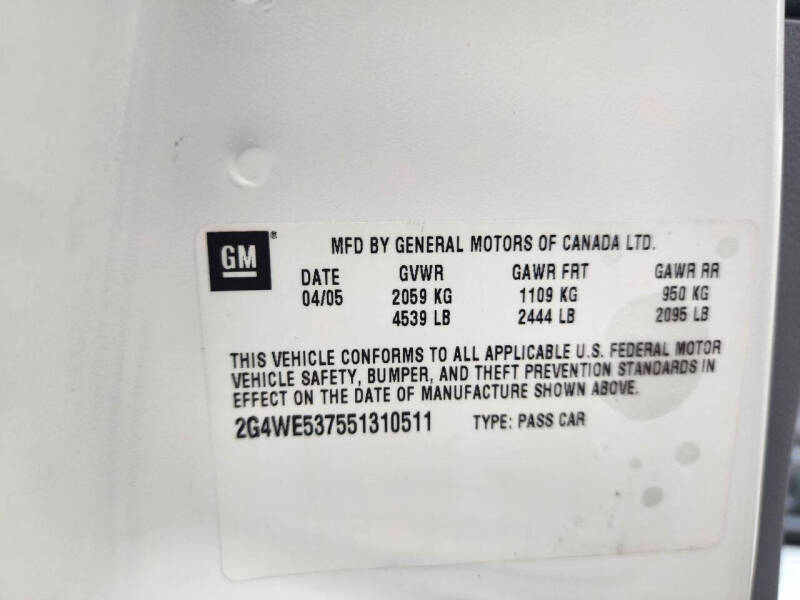 GM®
MFD BY GENERAL MOTORS OF CANADA LTD.
DATE GVWR GAWR FRT GAWR RR
04/05 2059 KG 1109 KG 950 KG
4539 LB 2444 LB 2095 LB
THIS VEHICLE CONFORMS TO ALL APPLICABLE U.S. FEDERAL MOTOR
VEHICLE SAFETY, BUMPER, AND THEFT PREVENTION STANDARDS IN
EFFECT ON THE DATE OF MANUFACTURE SHOWN ABOVE.
2G4WE537551310511 TYPE: PASS CAR